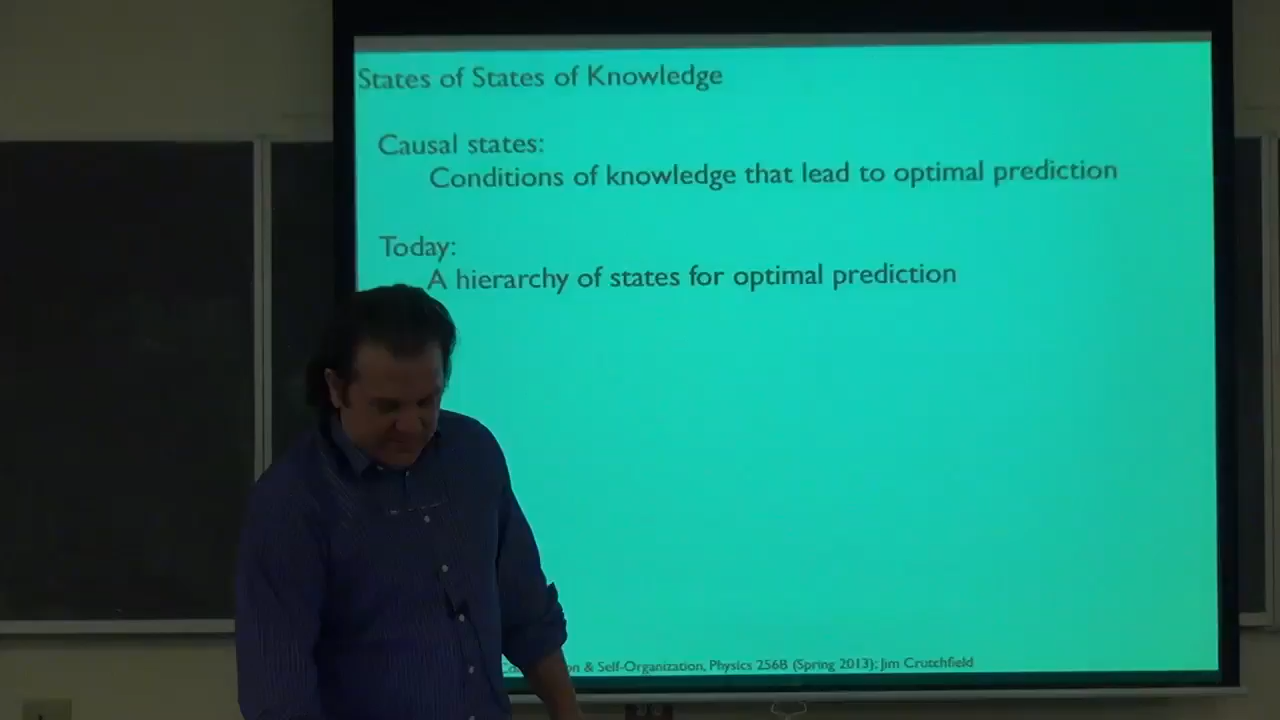 States of States of Knowledge
Causal states:
Conditions of knowledge that lead to optimal prediction
Today:
A hierarchy of states for optimal prediction
& Self-Organization, Physics 256B (Spring 2013); Jim Crutchfield